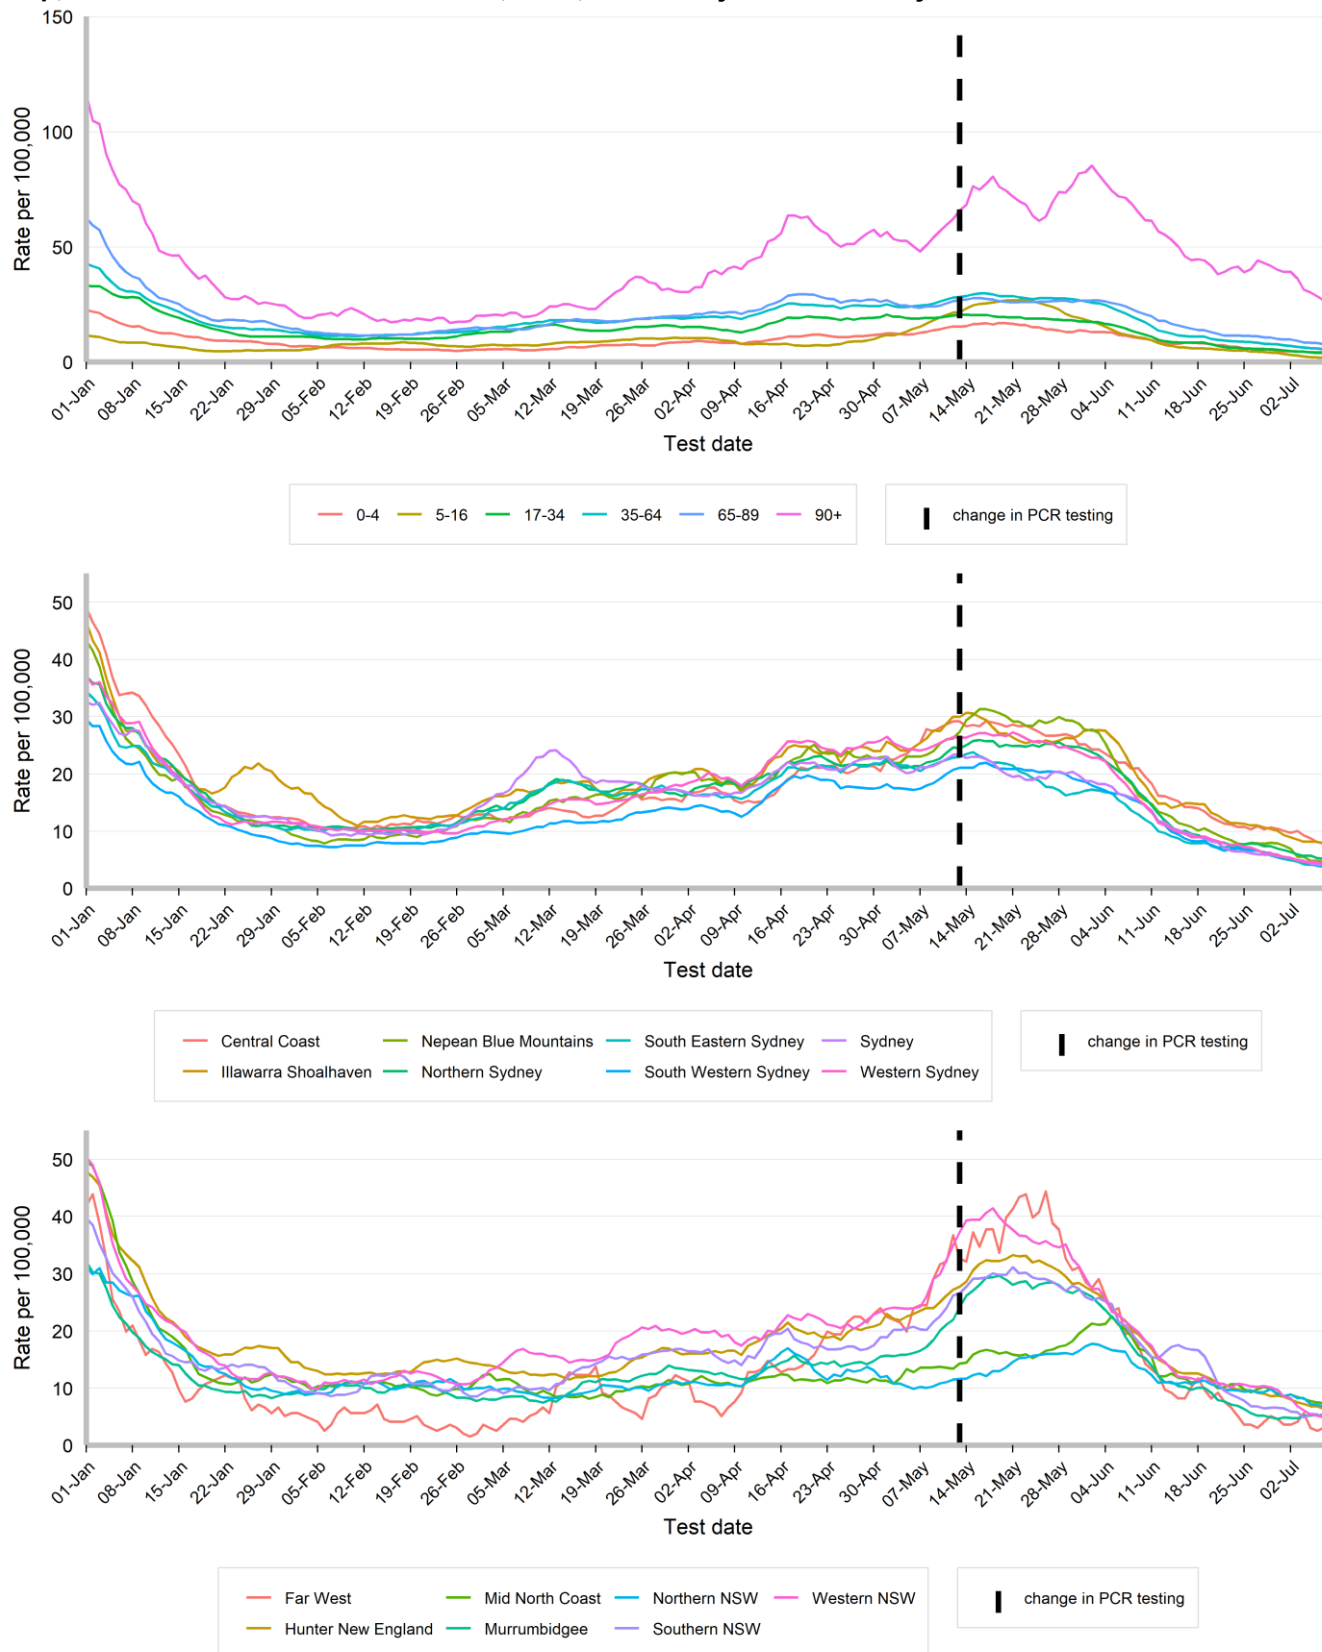 150
100
50
0
Rate per 100,000
01-Jan 08-Jan 15-Jan 22-Jan 29-Jan 05-Feb 12-Feb 19-Feb 26-Feb 05-Mar 12-Mar 19-Mar 26-Mar 02-Apr 09-Apr 16-Apr 23-Apr 30-Apr 07-May 14-May 21-May 28-May 04-Jun 11-Jun 18-Jun 25-Jun 02-Jul
Test date
0-4 5-16 17-34 35-64 65-89 90+ change in PCR testing
50
40
30
20
10
0
Rate per 100,000
01-Jan 08-Jan 15-Jan 22-Jan 29-Jan 05-Feb 12-Feb 19-Feb 26-Feb 05-Mar 12-Mar 19-Mar 26-Mar 02-Apr 09-Apr 16-Apr 23-Apr 30-Apr 07-May 14-May 21-May 28-May 04-Jun 11-Jun 18-Jun 25-Jun 02-Jul
Test date
Central Coast Nepean Blue Mountains South Eastern Sydney Sydney change in PCR testing
Illawarra Shoalhaven Northern Sydney South Western Sydney Western Sydney
50
40
30
20
10
0
Rate per 100,000
01-Jan 08-Jan 15-Jan 22-Jan 29-Jan 05-Feb 12-Feb 19-Feb 26-Feb 05-Mar 12-Mar 19-Mar 26-Mar 02-Apr 09-Apr 16-Apr 23-Apr 30-Apr 07-May 14-May 21-May 28-May 04-Jun 11-Jun 18-Jun 25-Jun 02-Jul
Test date
Far West Mid North Coast Northern NSW Western NSW change in PCR testing
Hunter New England Murrumbidgee Southern NSW